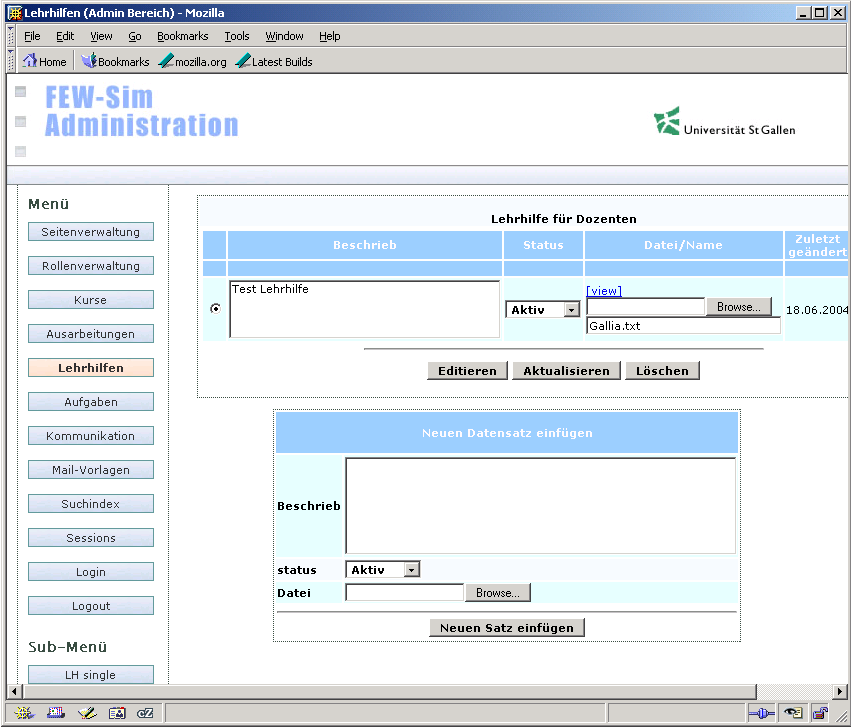 Lehrhilfen (Admin Bereich) - Mozilla
File Edit View Go Bookmarks Tools Window Help
Home Bookmarks mozilla.org Latest Builds
FEW-Sim
Administration
Universität St Gallen
Menü
Seitenverwaltung
Rollenverwaltung
Kurse
Ausarbeitungen
Lehrhilfen
Aufgaben
Kommunikation
Mail-Vorlagen
Suchindex
Sessions
Login
Logout
Sub-Menü
LH single
Lehrhilfe für Dozenten
Beschrieb Status Datei/Name Zuletzt
geändert
Test Lehrhilfe
[view]
Aktiv Browse...
18.06.2004
Gallia.txt
Editieren Aktualisieren Löschen
Neuen Datensatz einfügen
Beschrieb
status Aktiv
Datei Browse...
Neuen Satz einfügen